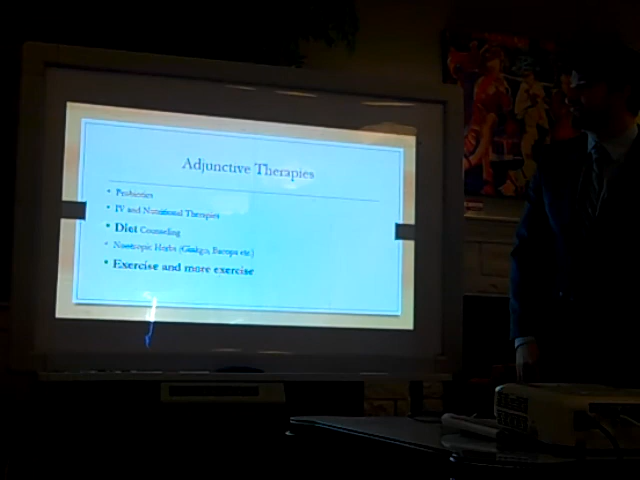 Adjunctive Therapies
• Probiotics
• IV and Nutritional Therapies
• Diet Counseling
• Nootropic Herbs (Ginkgo, Bacopa etc)
• Exercise and more exercise